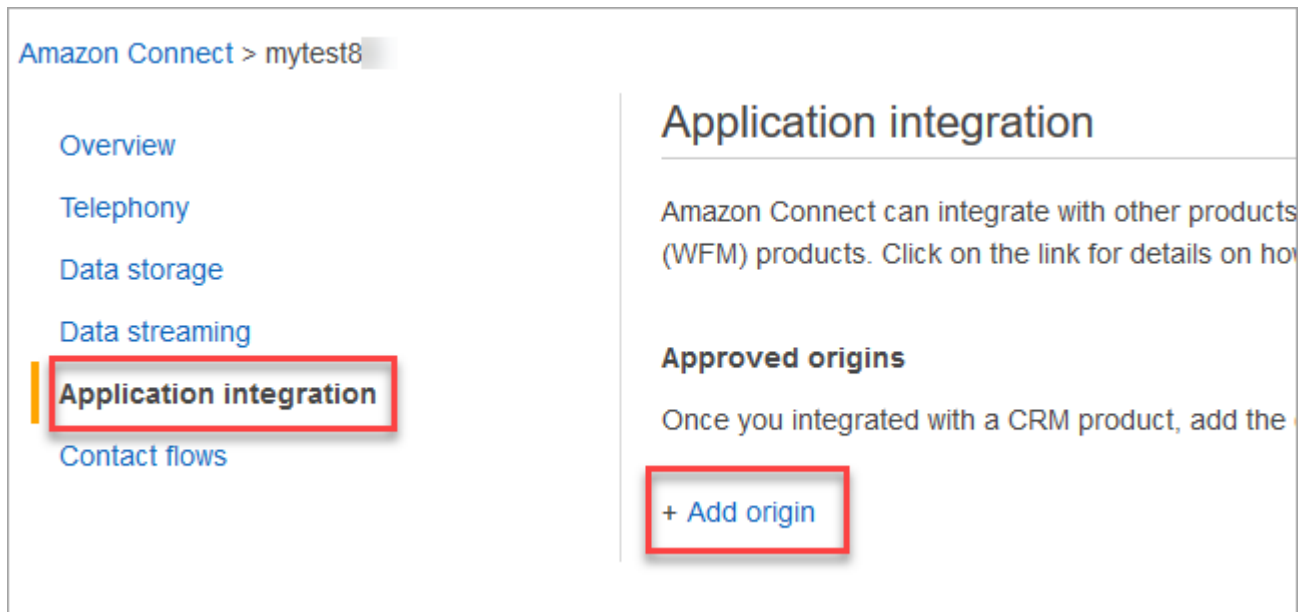 Amazon Connect > mytest8
Overview
Telephony
Data storage
Data streaming
Application integration
Contact flows
Application integration
Amazon Connect can integrate with other products
(WFM) products. Click on the link for details on how
Approved origins
Once you integrated with a CRM product, add the
+ Add origin